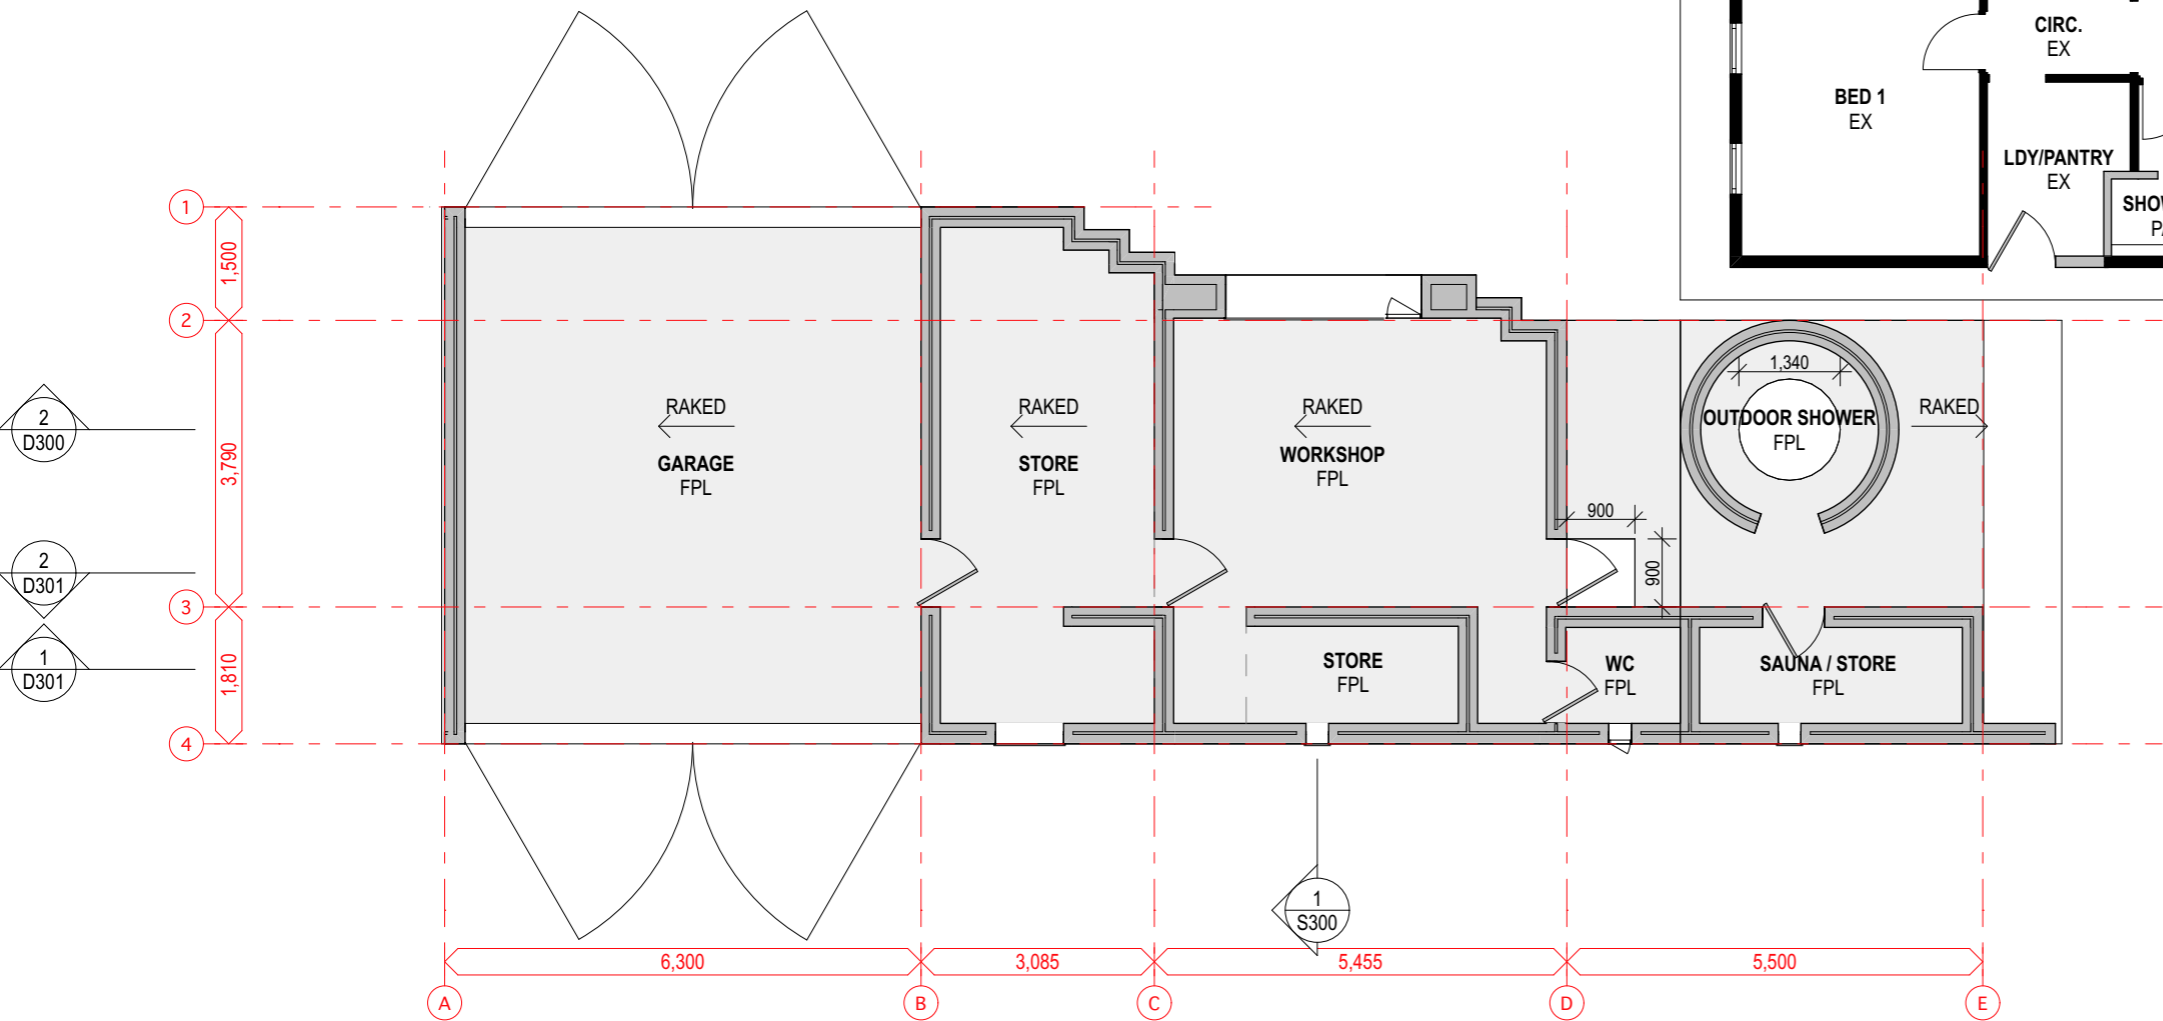 CIRC.
EX
BED 1
EX
LDY/PANTRY
EX
1
1,500
2
3,790
3
1,810
4
2
D300
2
D301
1
D301
RAKED
GARAGE
FPL
RAKED
STORE
FPL
RAKED
WORKSHOP
FPL
1,340
OUTDOOR SHOWER
FPL
RAKED
900
900
STORE
FPL
WC
FPL
SAUNA / STORE
FPL
1
S300
6,300
3,085
5,455
5,500
A
B
C
D
E